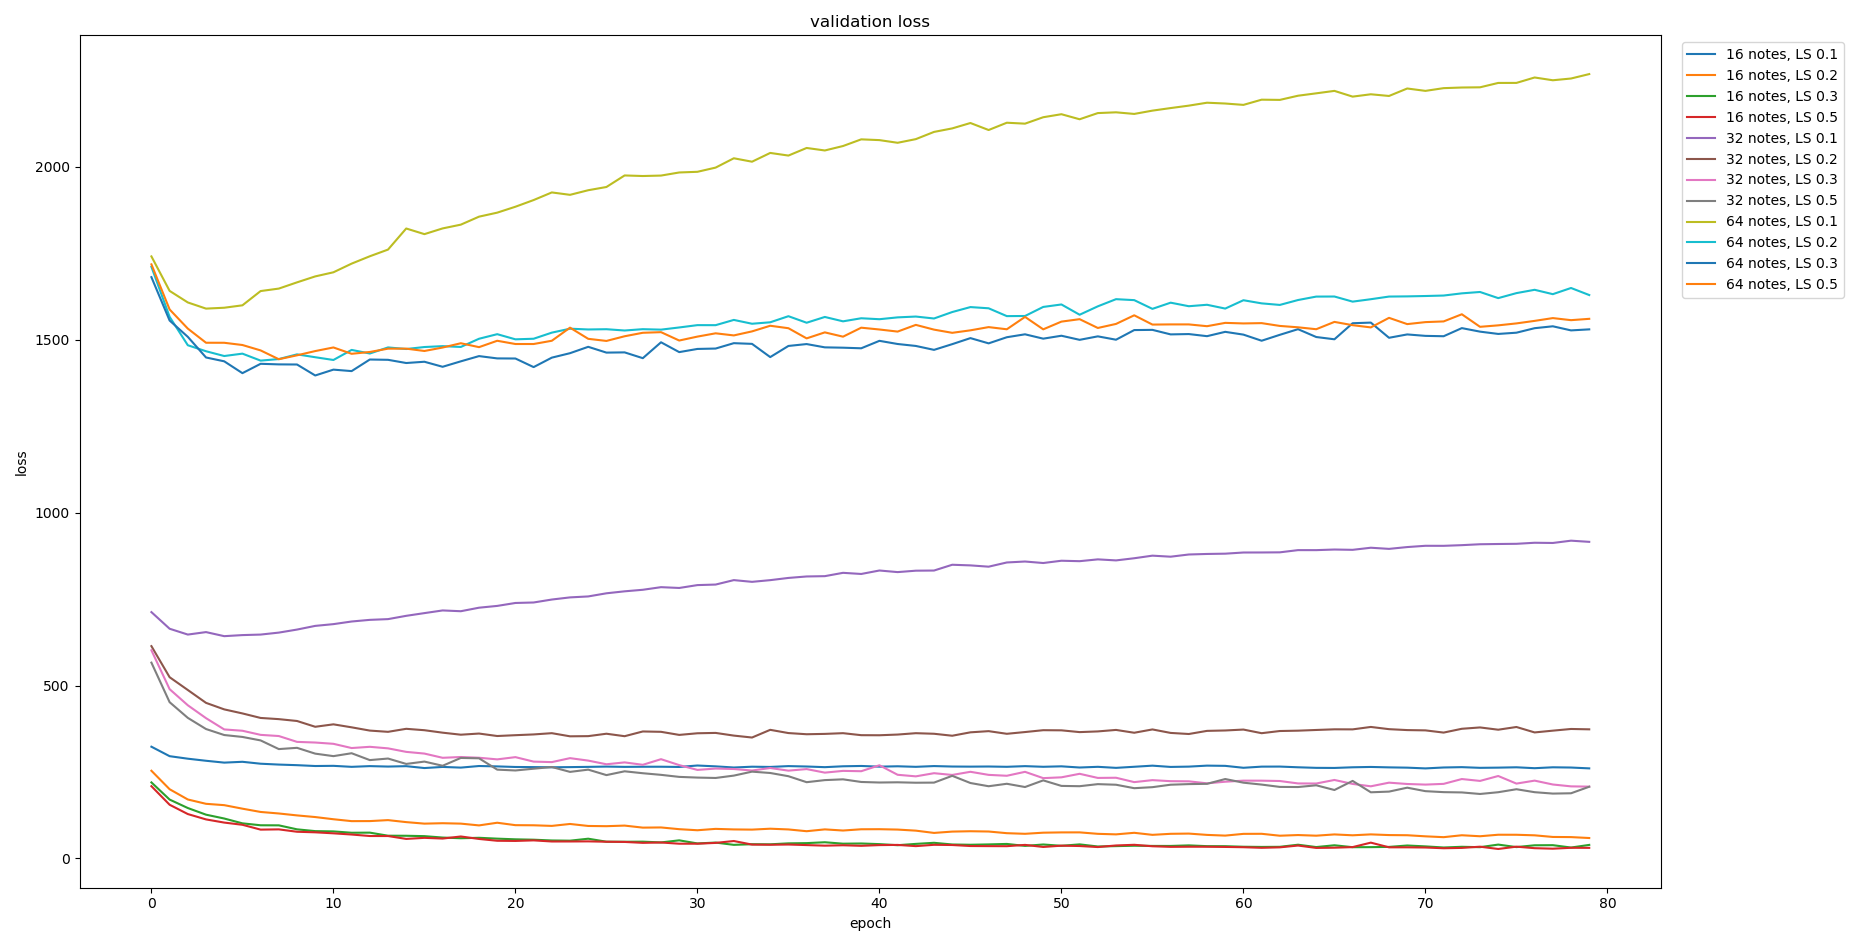 validation loss
16 notes, LS 0.1
16 notes, LS 0.2
16 notes, LS 0.3
16 notes, LS 0.5
32 notes, LS 0.1
32 notes, LS 0.2
32 notes, LS 0.3
32 notes, LS 0.5
64 notes, LS 0.1
64 notes, LS 0.2
64 notes, LS 0.3
64 notes, LS 0.5
2000
1500
1000
500
0
loss
0 10 20 30 40 50 60 70 80
epoch